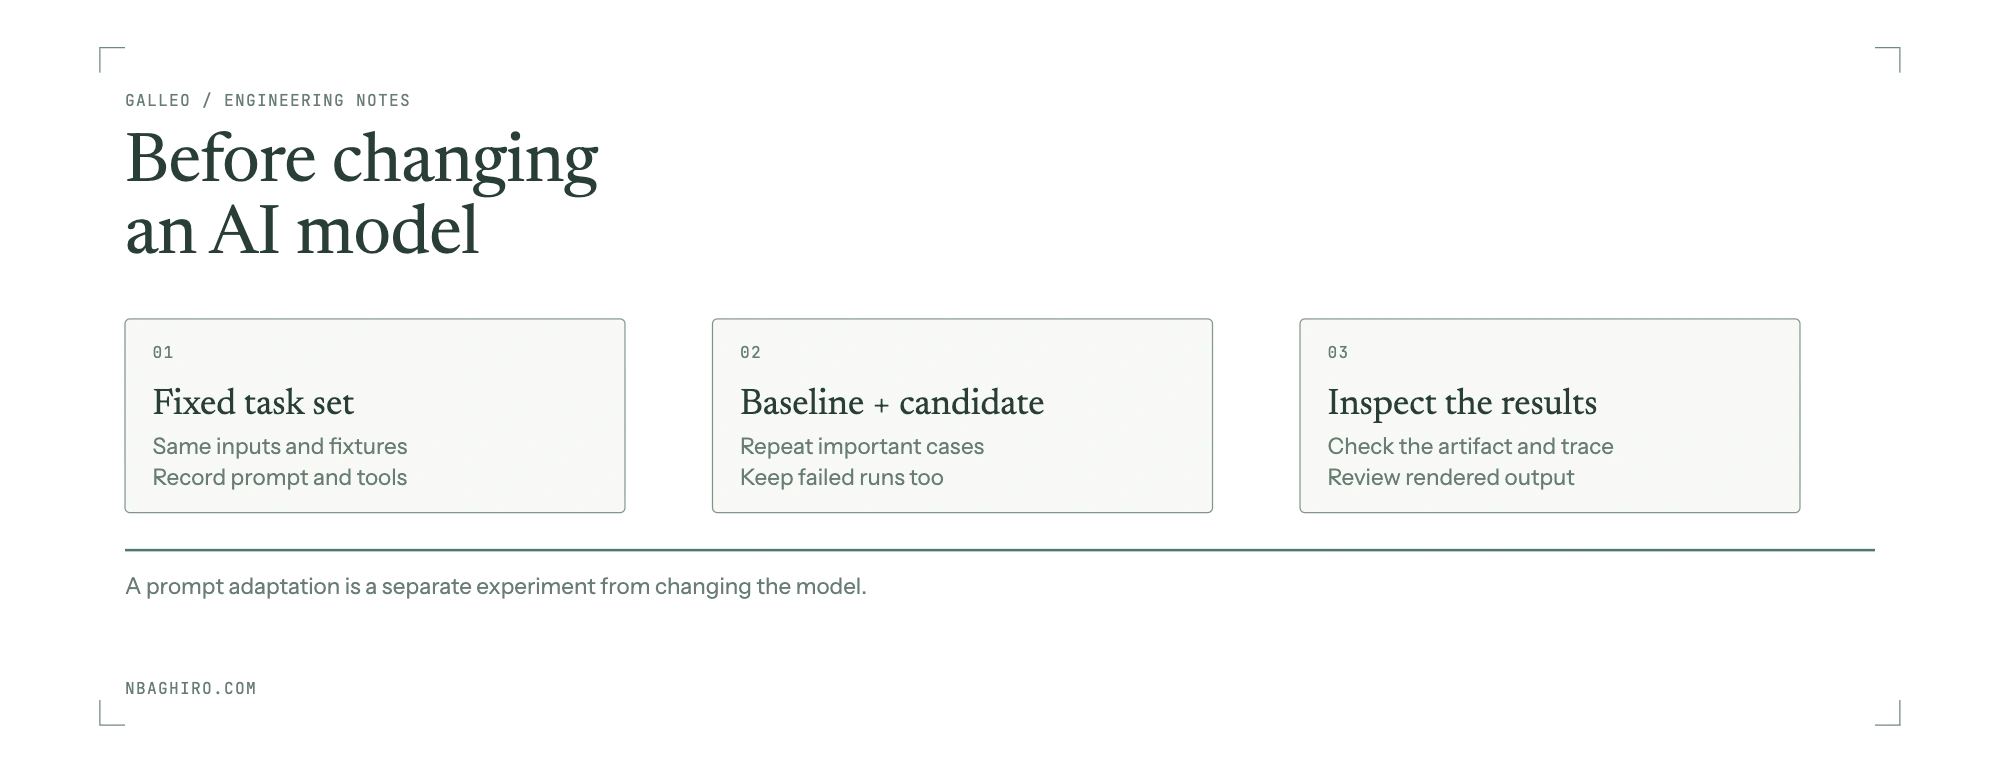 GALLEO / ENGINEERING NOTES
Before changing
an AI model
01
Fixed task set
Same inputs and fixtures
Record prompt and tools
02
Baseline + candidate
Repeat important cases
Keep failed runs too
03
Inspect the results
Check the artifact and trace
Review rendered output
A prompt adaptation is a separate experiment from changing the model.
NBAGHIRO.COM